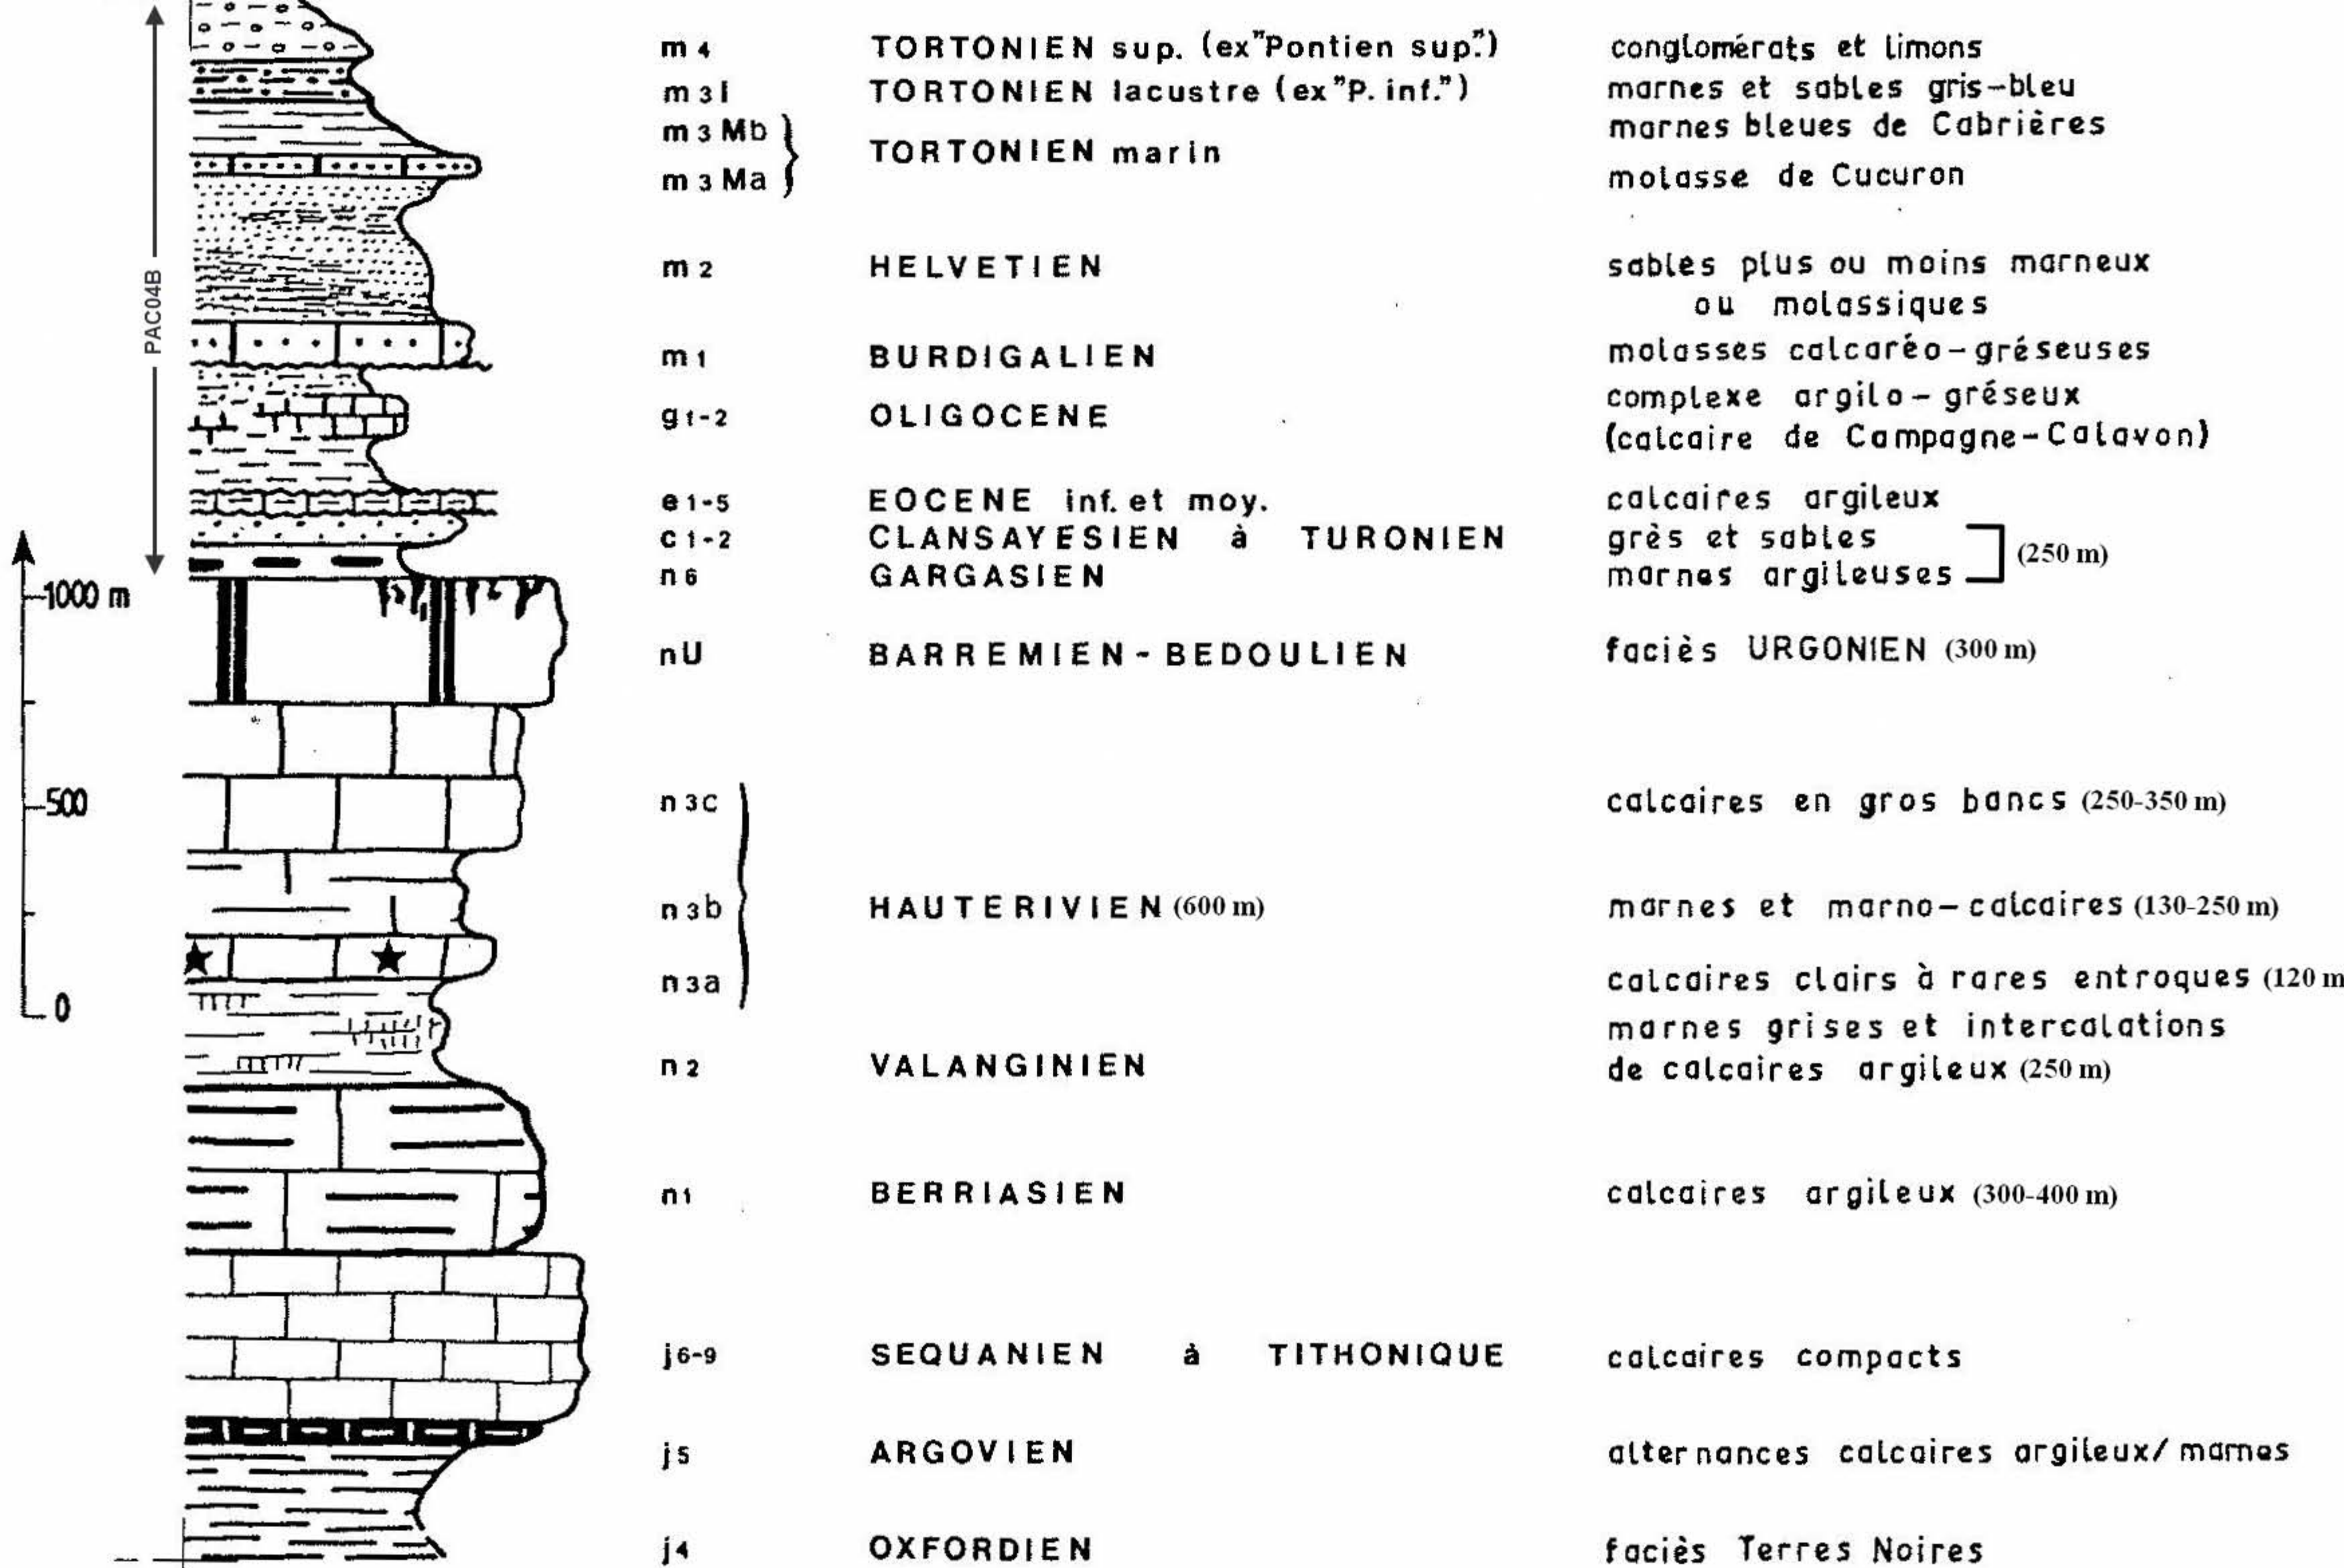 m 4 TORTONIEN sup. (ex"Pontien sup.") conglomérats et limons
m 3l TORTONIEN lacustre (ex"P. inf.") marnes et sables gris-bleu
m 3 Mb marnes bleues de Cabrières
TORTONIEN marin
m 3 Ma molasse de Cucuron
PAC04B
m 2 HELVETIEN sables plus ou moins marneux
ou molassiques
m 1 BURDIGALIEN molasses calcaréo-gréseuses
g 1-2 OLIGOCENE complexe argilo-gréseux
(calcaire de Campagne-Calavon)
e 1-5 EOCENE inf. et moy. calcaires argileux
c 1-2 CLANSAYESIEN à TURONIEN grès et sables
(250 m)
n 6 GARGASIEN marnes argileuses
1000 m
nU BARREMIEN-BEDOULIEN faciès URGONIEN (300 m)
500
n 3c calcaires en gros bancs (250-350 m)
n 3b HAUTERIVIEN (600 m) marnes et marno-calcaires (130-250 m)
n 3a calcaires clairs à rares entroques (120 m
0
marnes grises et intercalations
n 2 VALANGINIEN de calcaires argileux (250 m)
n 1 BERRIASIEN calcaires argileux (300-400 m)
j6-9 SEQUANIEN à TITHONIQUE calcaires compacts
j5 ARGOVIEN alternances calcaires argileux/ marnes
j4 OXFORDIEN faciès Terres Noires